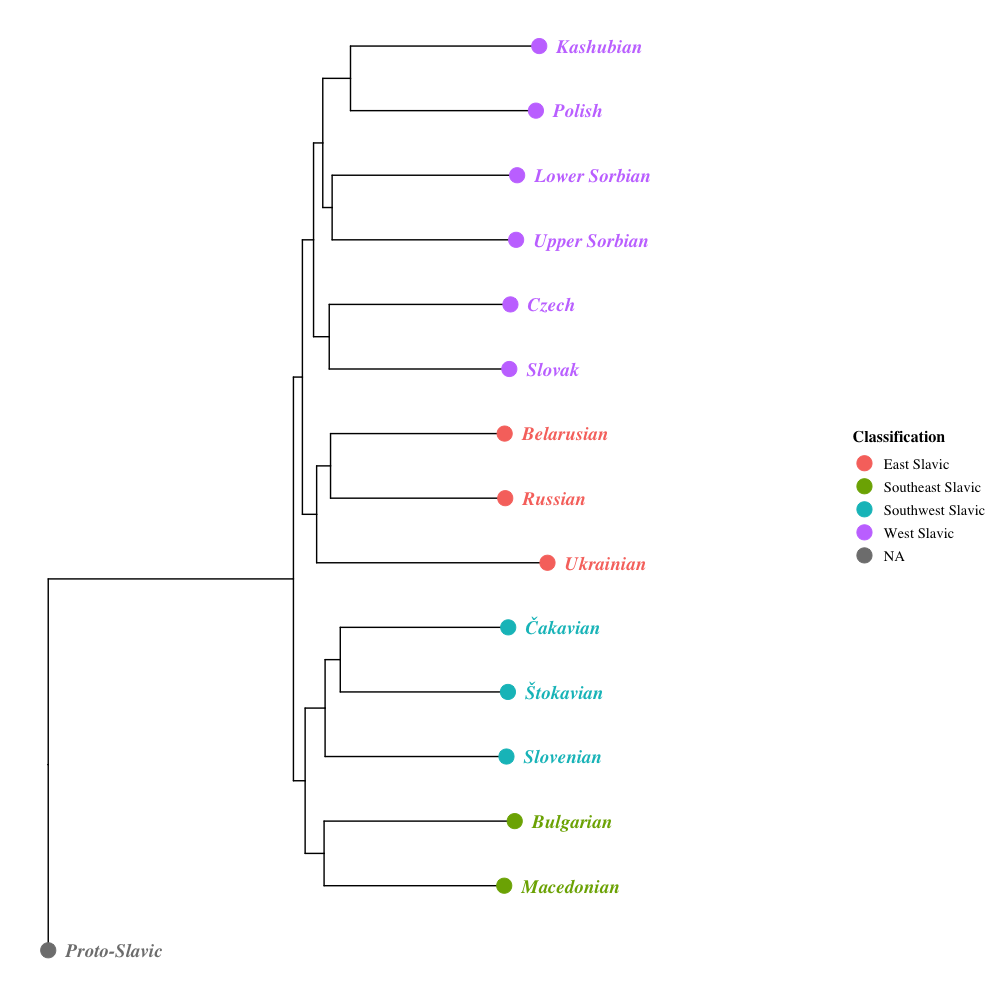 Kashubian
Polish
Lower Sorbian
Upper Sorbian
Czech
Slovak
Belarusian
Russian
Ukrainian
Čakavian
Štokavian
Slovenian
Bulgarian
Macedonian
Proto-Slavic
Classification
East Slavic
Southeast Slavic
Southwest Slavic
West Slavic
NA